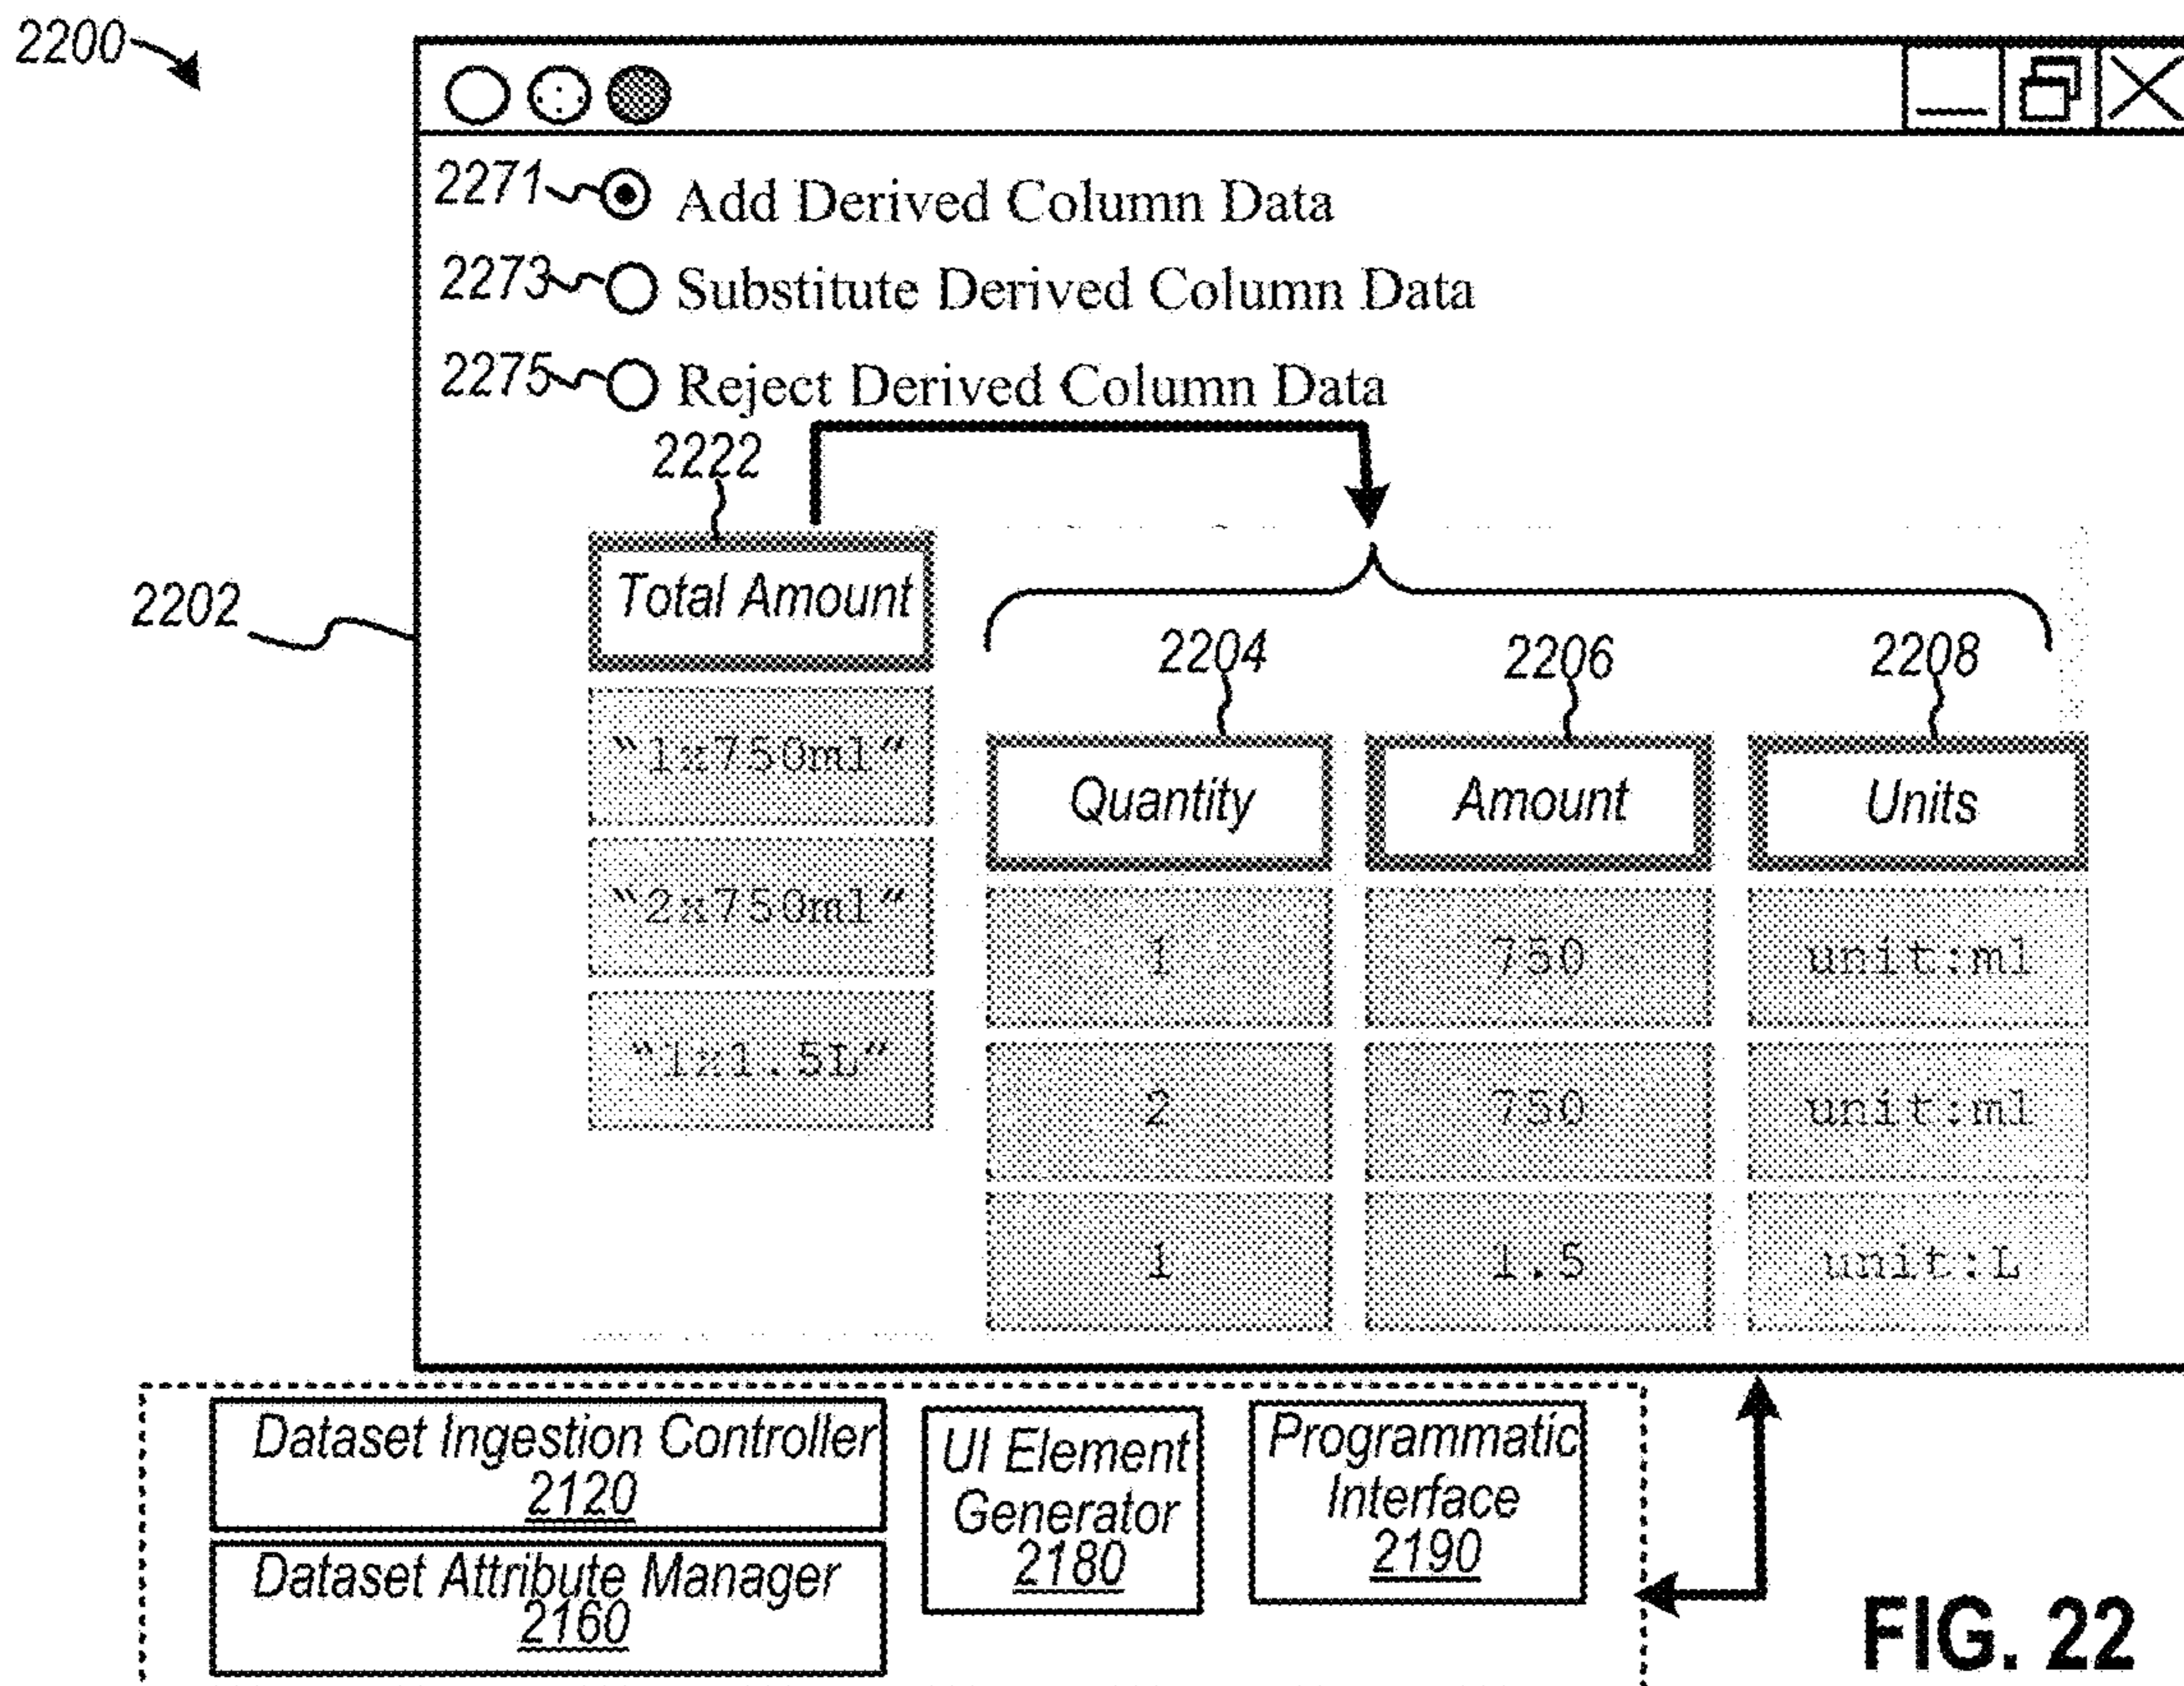 2200
2271 Add Derived Column Data
2273 Substitute Derived Column Data
2275 Reject Derived Column Data
2222
2202
Total Amount
"1x750ml"
"2x750ml"
"1x1.5L"
2204 2206 2208
Quantity Amount Units
1 750 unit:ml
2 750 unit:ml
1 1.5 unit:L
Dataset Ingestion Controller
2120
Dataset Attribute Manager
2160
UI Element
Generator
2180
Programmatic
Interface
2190
FIG. 22